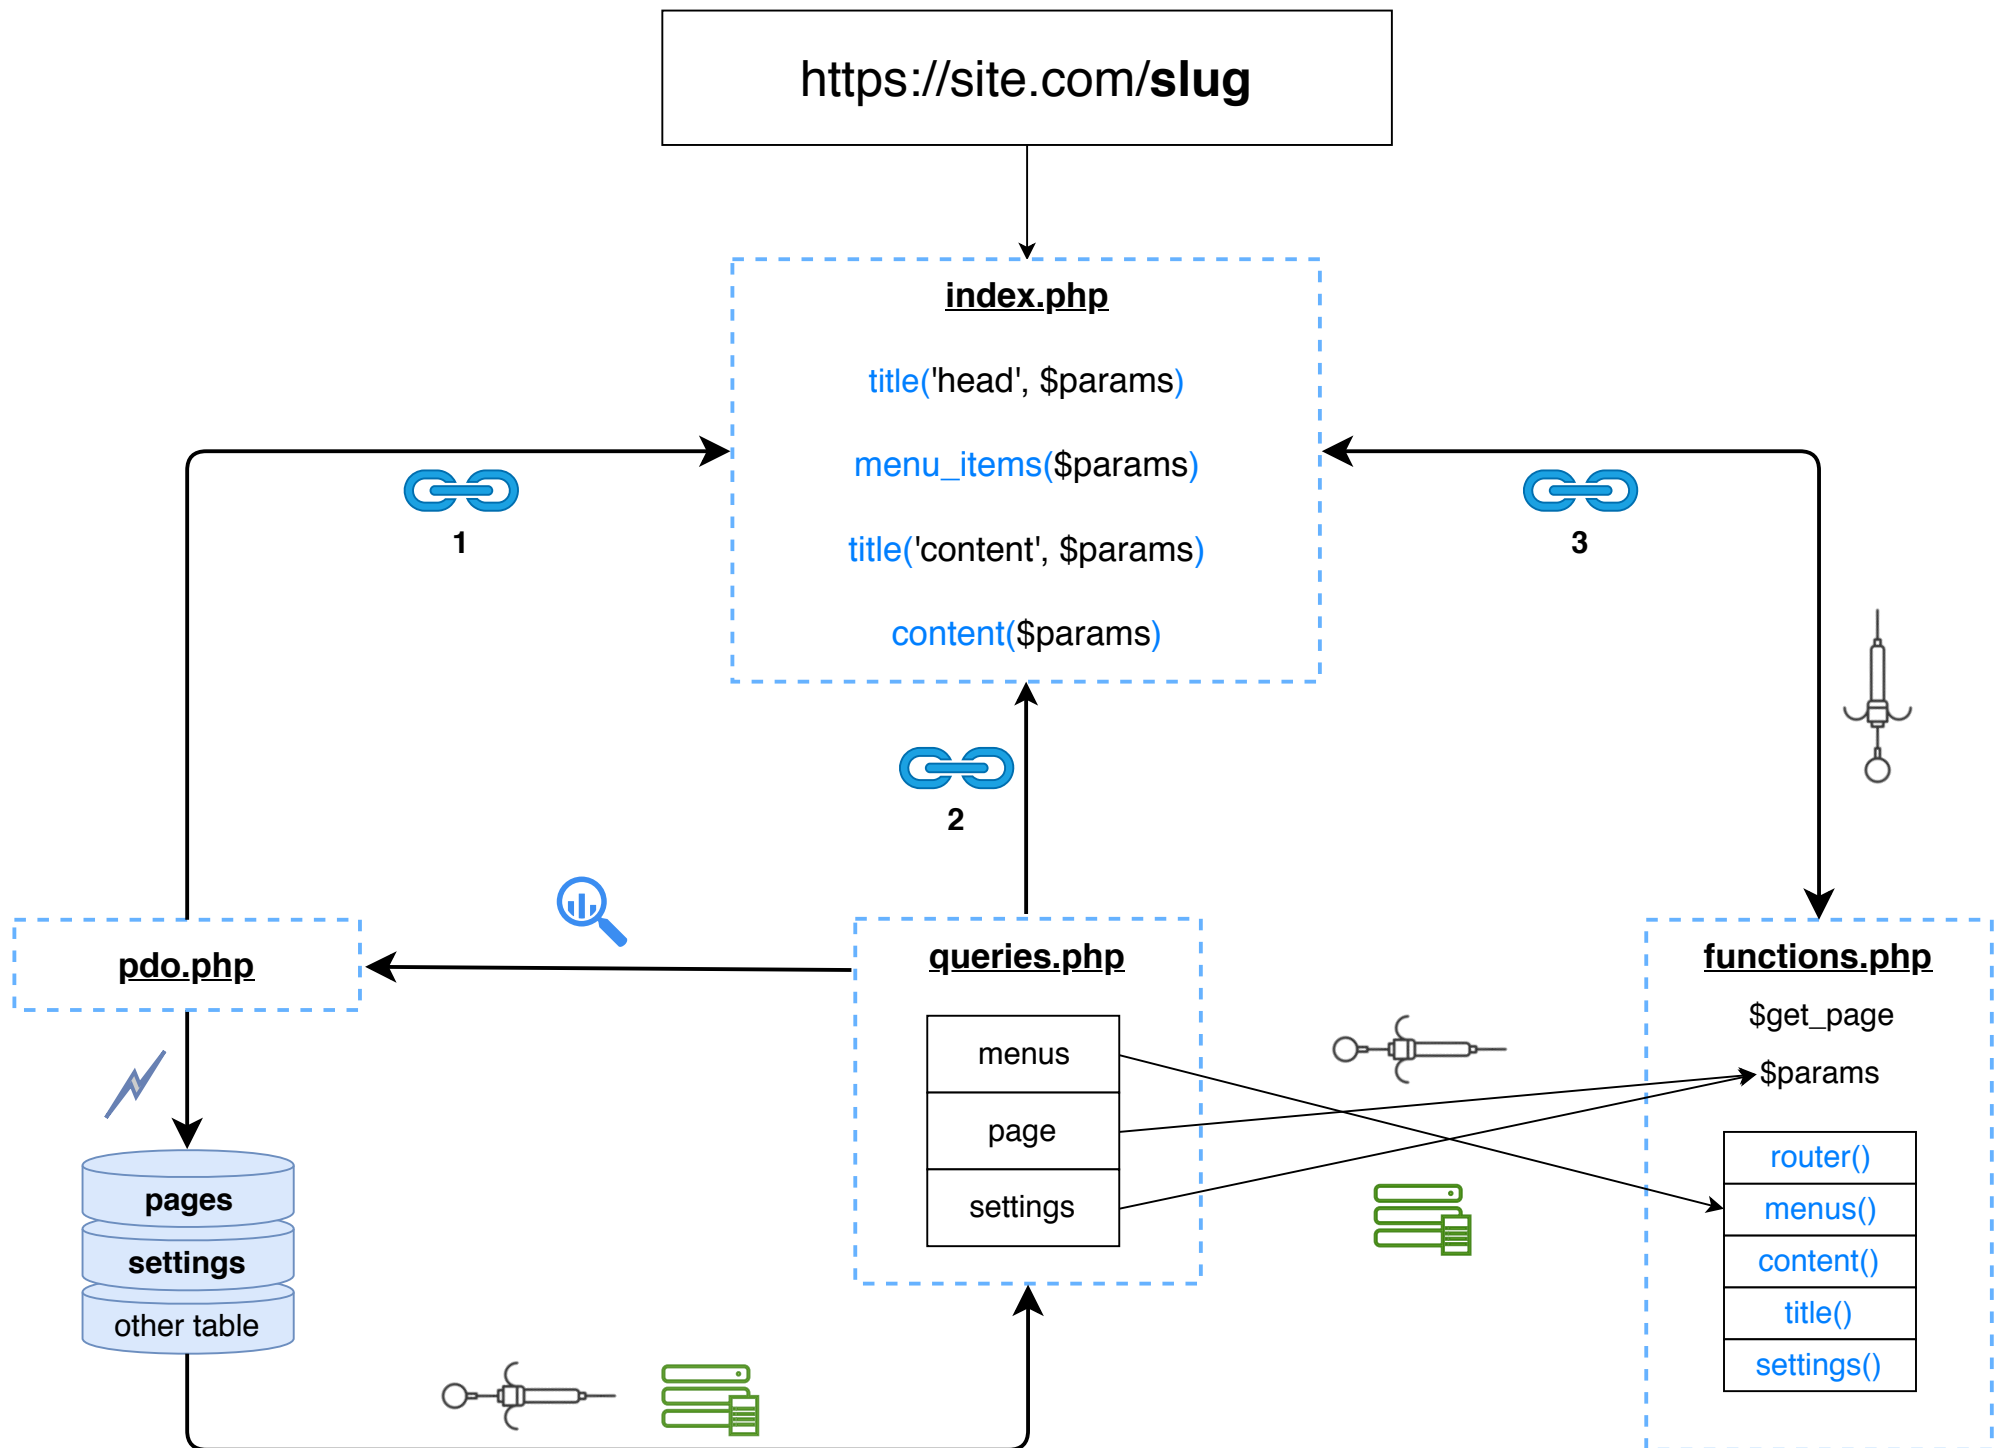 https://site.com/slug
index.php
title('head', $params)
menu_items($params)
title('content', $params)
content($params)
1
3
2
pdo.php
queries.php
functions.php
$get_page
$params
menus
page
settings
router()
menus()
content()
title()
settings()
pages
settings
other table